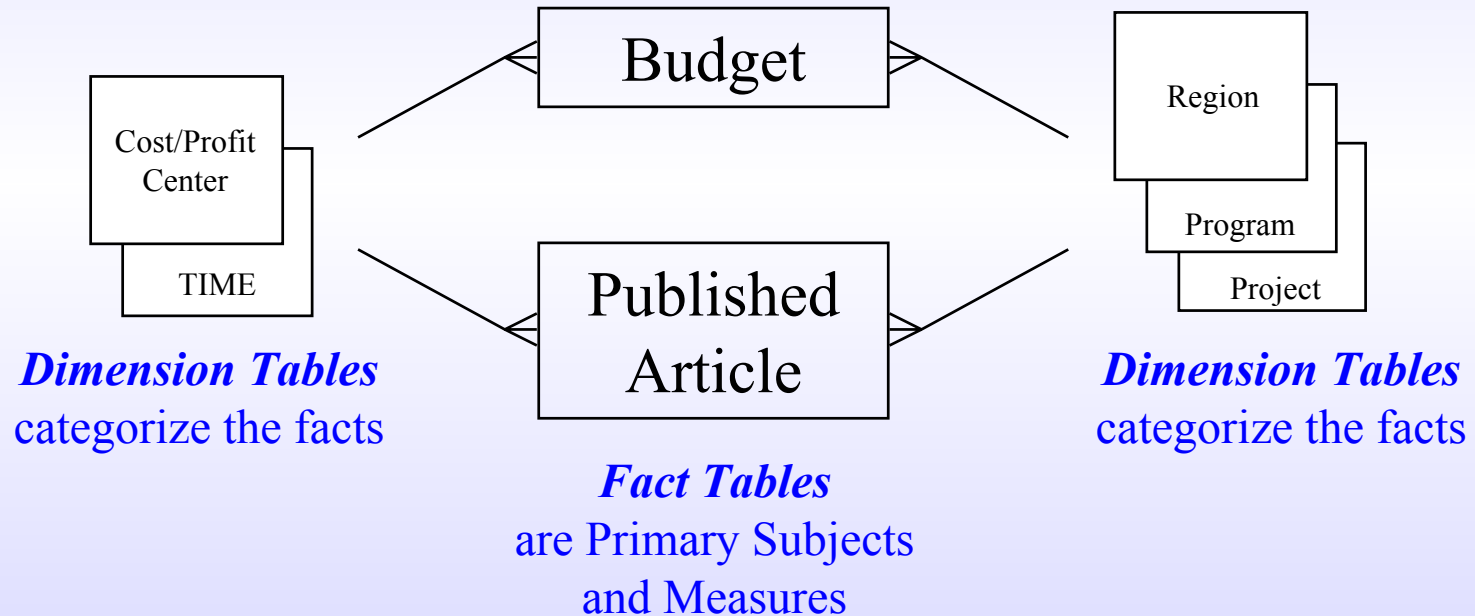 Budget
Cost/Profit
Center
TIME
Region
Program
Project
Published
Article
Dimension Tables
categorize the facts
Dimension Tables
categorize the facts
Fact Tables
are Primary Subjects
and Measures